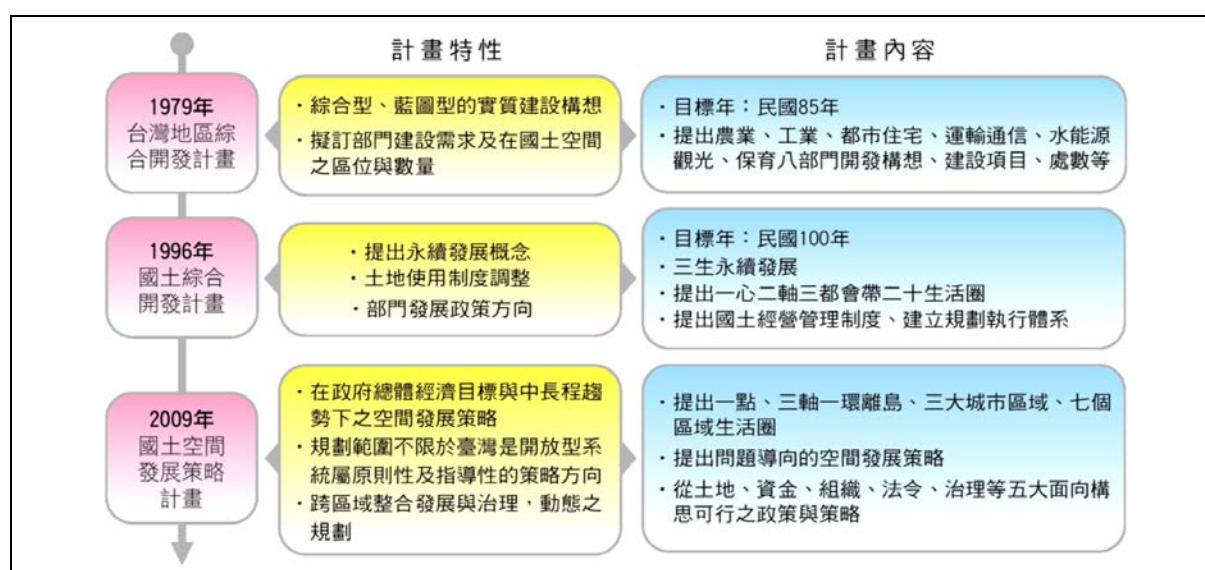 計畫特性
計畫內容
1979年
台灣地區綜
合開發計畫
・綜合型、藍圖型的實質建設構想
・擬訂部門建設需求及在國土空間
之區位與數量
・目標年：民國85年
・提出農業、工業、都市住宅、運輸通信、水能源
觀光、保育八部門開發構想、建設項目、處數等
1996年
國土綜合
開發計畫
・提出永續發展概念
・土地使用制度調整
・部門發展政策方向
・目標年：民國100年
・三生永續發展
・提出一心二軸三都會帶二十生活圈
・提出國土經營管理制度、建立規劃執行體系
2009年
國土空間
發展策略
計畫
・在政府總體經濟目標與中長程趨
勢下之空間發展策略
・規劃範圍不限於臺灣是開放型系
統屬原則性及指導性的策略方向
・跨區域整合發展與治理，動態之
規劃
・提出一點、三軸一環離島、三大城市區域、七個
區域生活圈
・提出問題導向的空間發展策略
・從土地、資金、組織、法令、治理等五大面向構
思可行之政策與策略